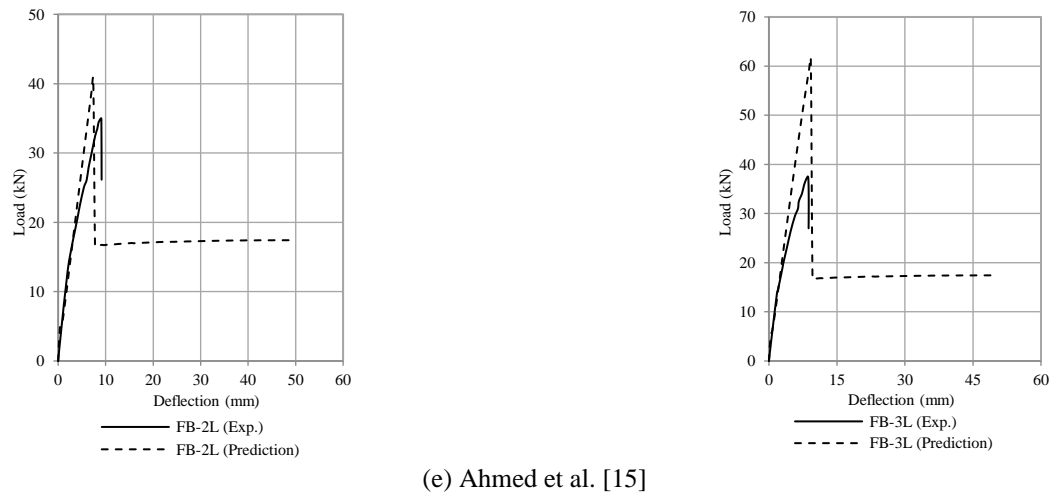 50
40
30
20
10
0
Load (kN)
0 10 20 30 40 50 60
Deflection (mm)
FB-2L (Exp.)
FB-2L (Prediction)
70
60
50
40
30
20
10
0
Load (kN)
0 15 30 45 60
Deflection (mm)
FB-3L (Exp.)
FB-3L (Prediction)
(e) Ahmed et al. [15]